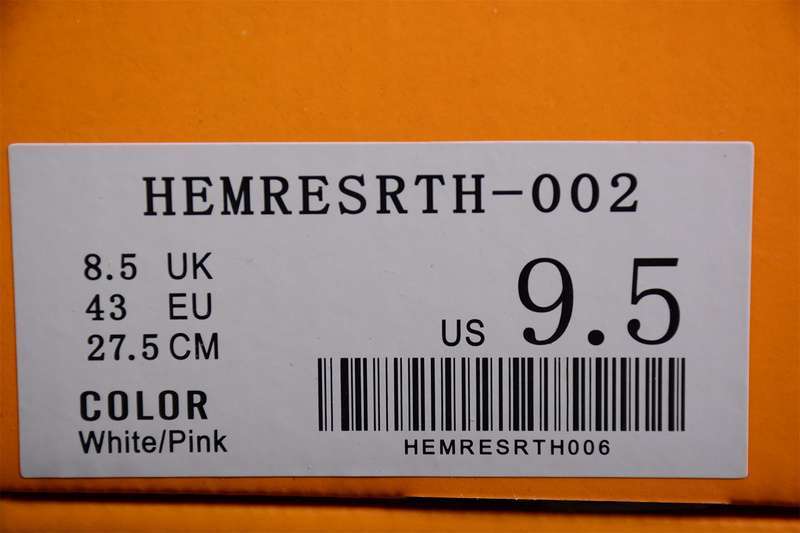 HEMRESRTH-002
8.5 UK
43 EU
27.5 CM
US 9.5
COLOR
White/Pink
HEMRESRTH006